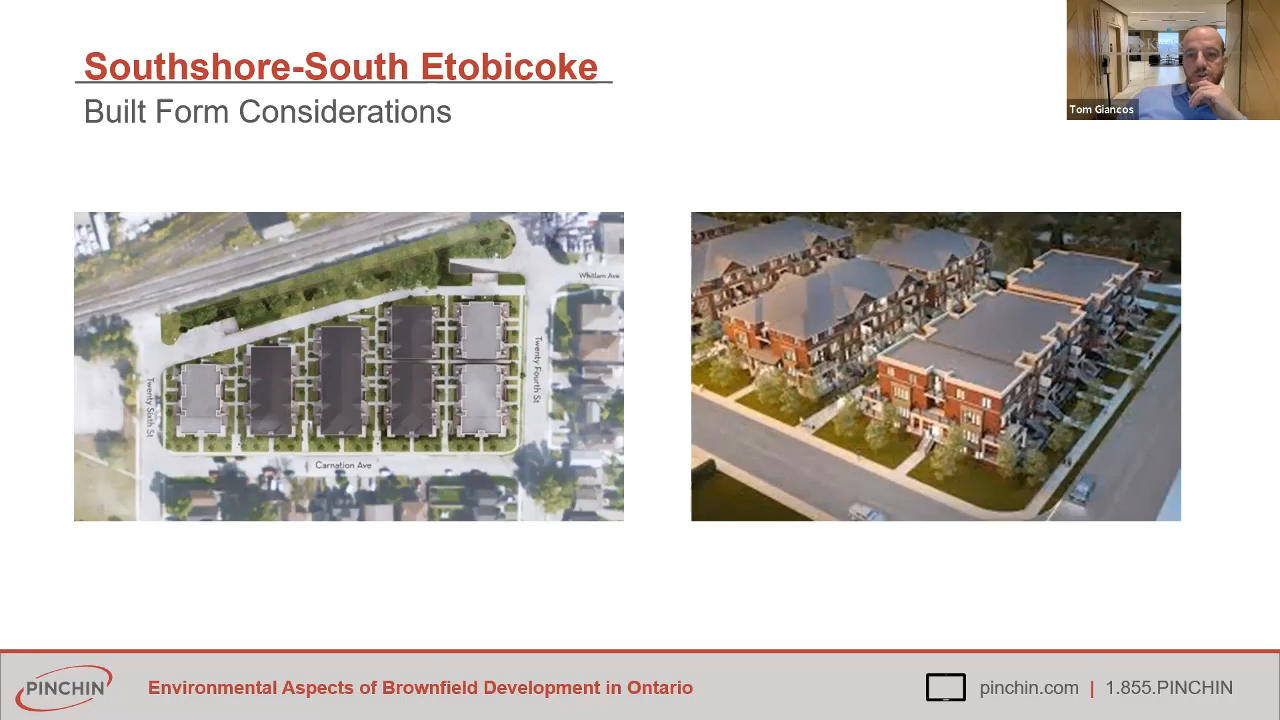 Southshore-South Etobicoke
Built Form Considerations
Tom Giancos
Whitlam Ave
Twenty Fourth St
Twenty Sixth St
Carnation Ave
PINCHIN
Environmental Aspects of Brownfield Development in Ontario
pinchin.com | 1.855.PINCHIN